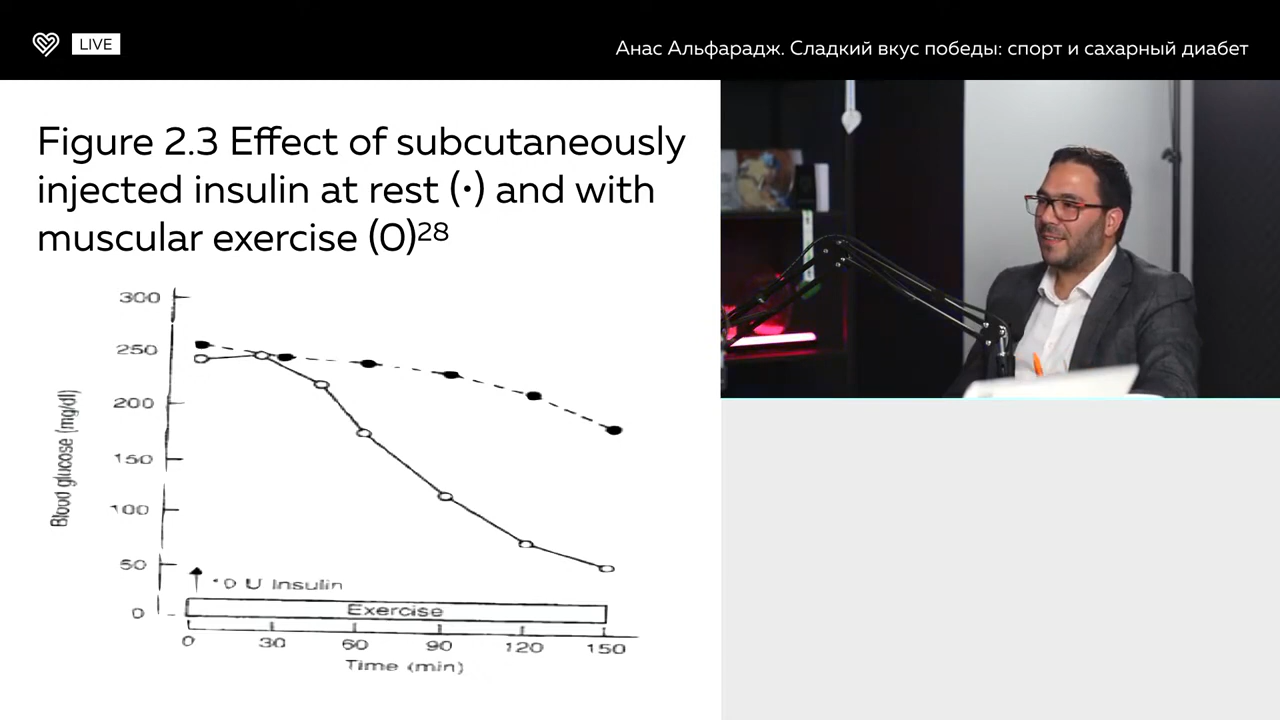 LIVE
Анас Альфарадж. Сладкий вкус победы: спорт и сахарный диабет
Figure 2.3 Effect of subcutaneously
injected insulin at rest (•) and with
muscular exercise (O)²⁸
300
250
200
150
100
50
0
Blood glucose (mg/dl)
10 U Insulin
Exercise
0 30 60 90 120 150
Time (min)